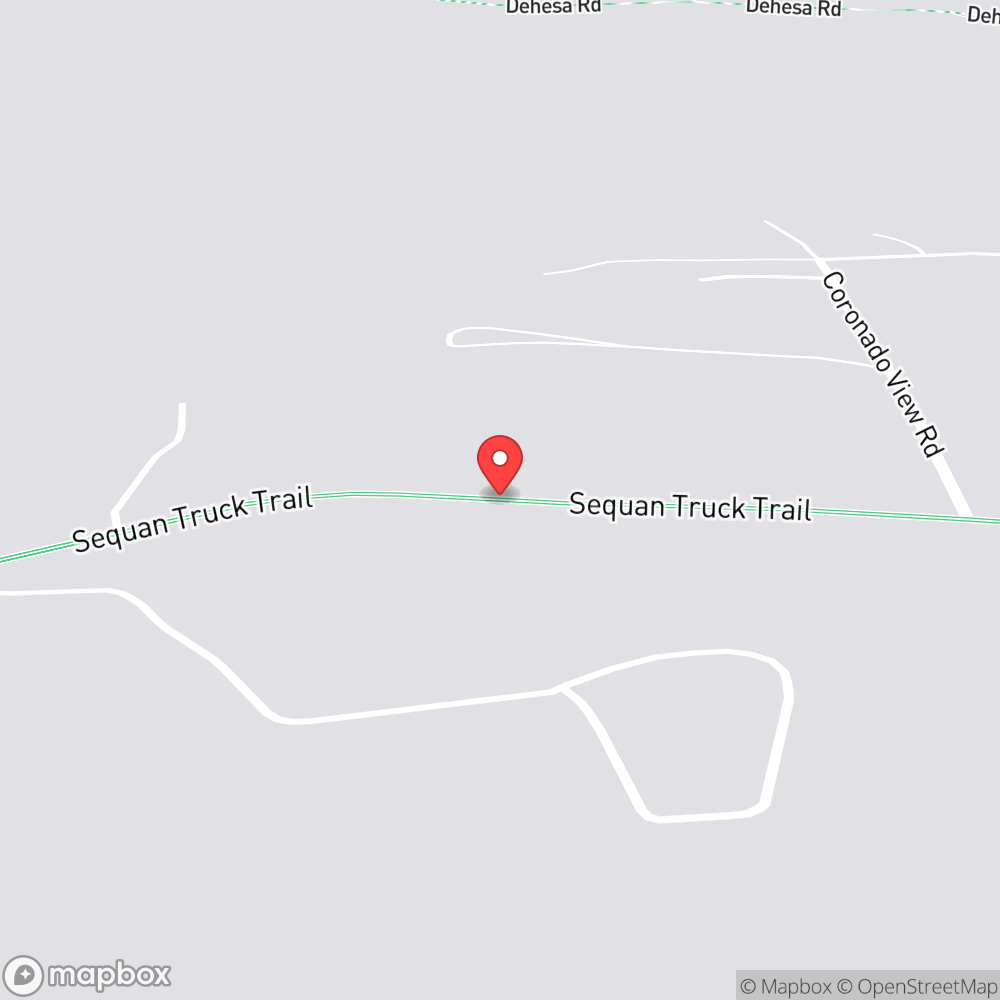 Dehesa Rd
Dehesa Rd
Deh
Coronado View Rd
Sequan Truck Trail
Sequan Truck Trail
mapbox
© Mapbox © OpenStreetMap